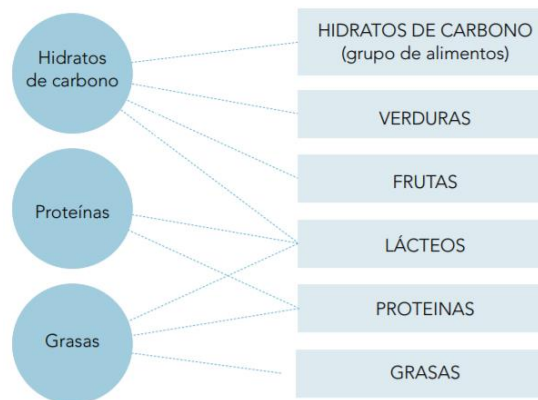 Hidratos
de carbono
Proteínas
Grasas
HIDRATOS DE CARBONO
(grupo de alimentos)
VERDURAS
FRUTAS
LÁCTEOS
PROTEINAS
GRASAS